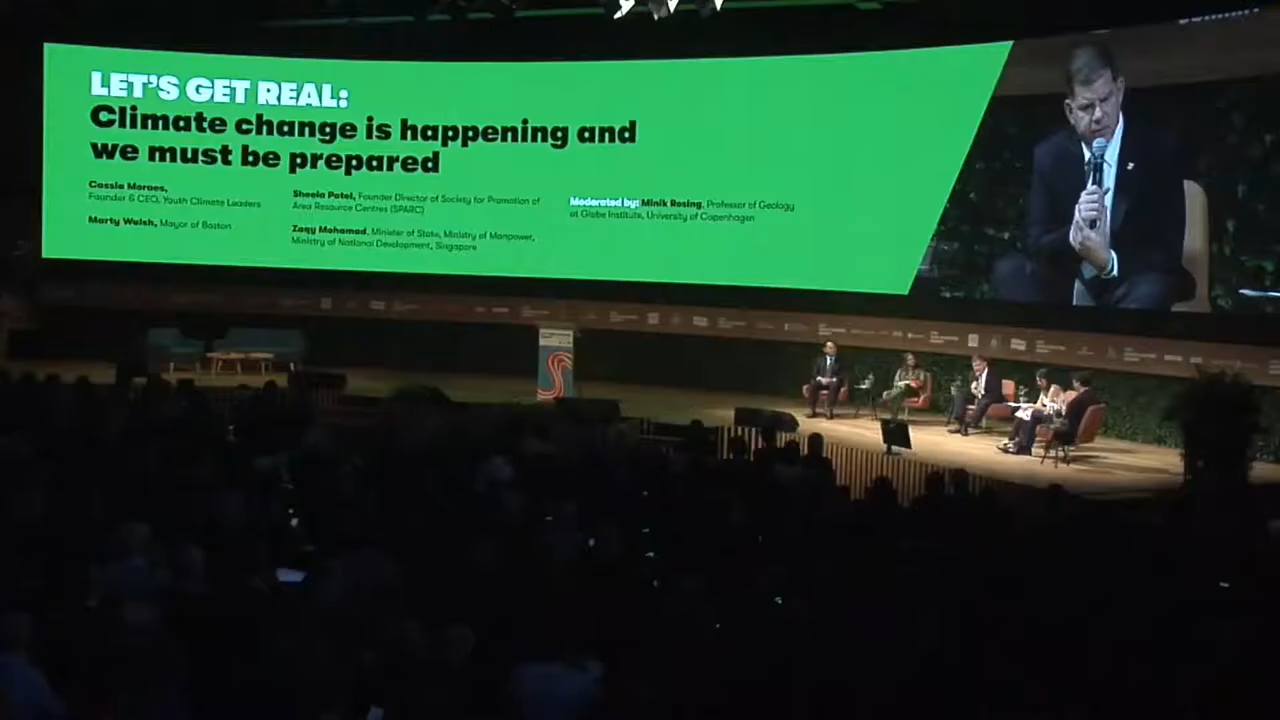 LET'S GET REAL:
Climate change is happening and
we must be prepared
Cassia Moraes,
Founder & CEO, Youth Climate Leaders
Marty Walsh, Mayor of Boston
Sheela Patel, Founder Director of Society for Promotion of
Area Resource Centres (SPARC)
Zaqy Mohamad, Minister of State, Ministry of Manpower,
Ministry of National Development, Singapore
Moderated by: Minik Rosing, Professor of Geology
at Globe Institute, University of Copenhagen